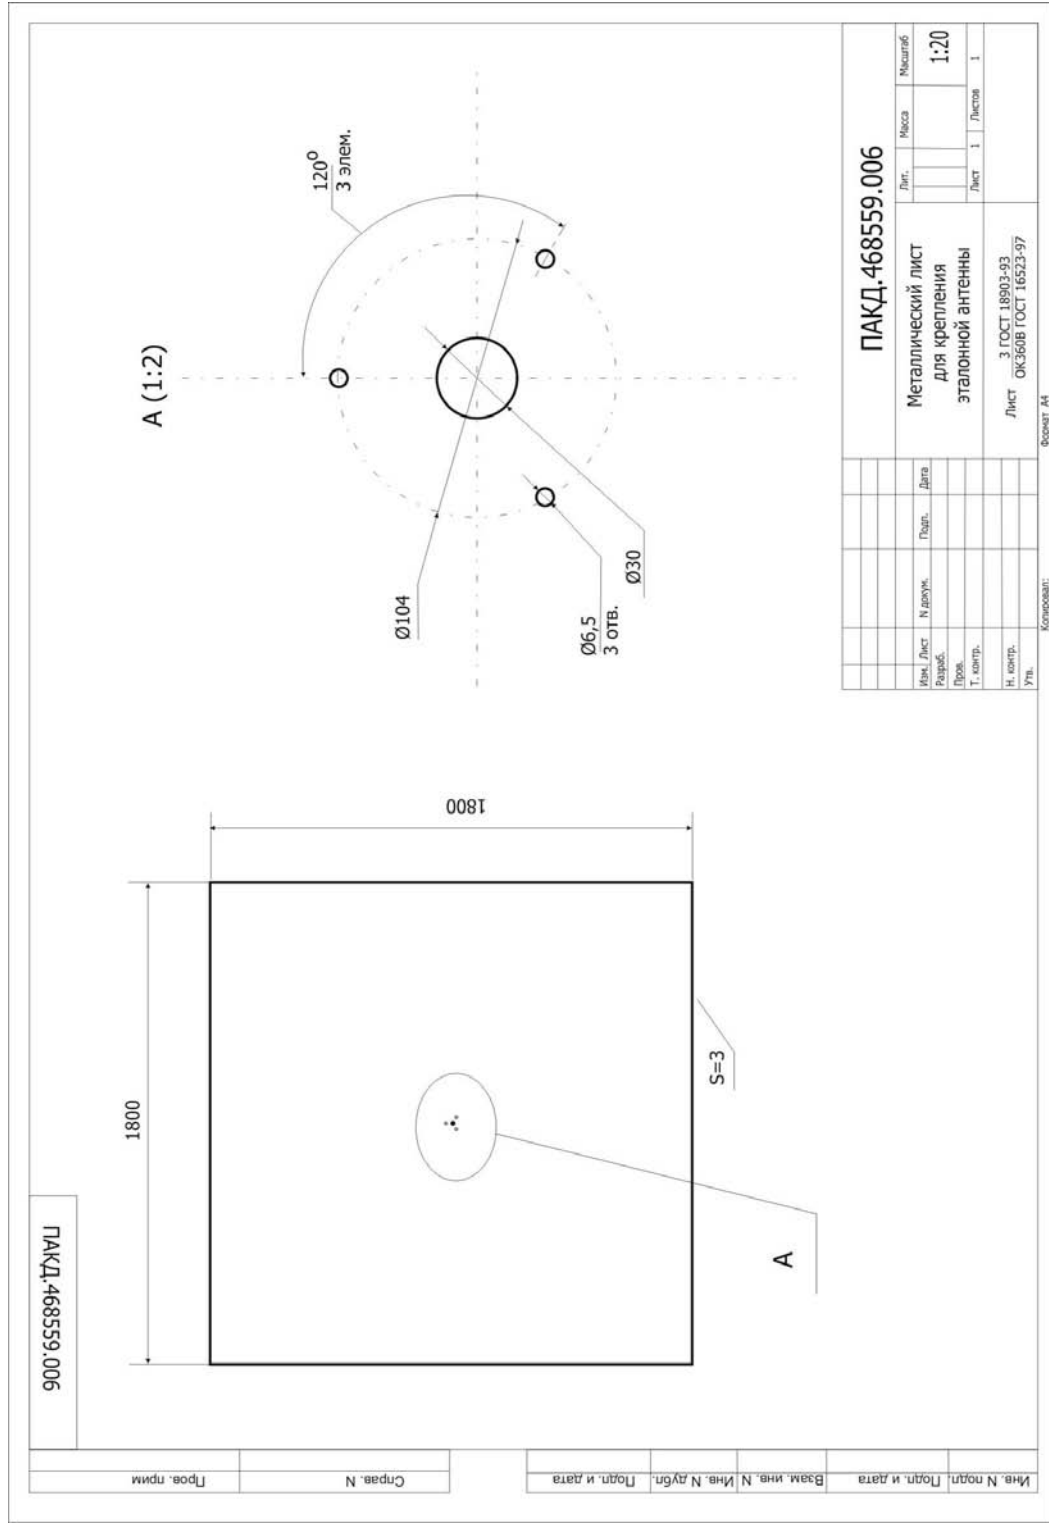 ПАКД.468559.006
1800
1800
S=3
А
А (1:2)
120⁰
3 элем.
Ø104
Ø6,5
3 отв.
Ø30
Пров. прим
Справ. N
Подп. и дата
Инв. N дубл.
Взам. инв. N
Подп. и дата
Инв. N подл.
ПАКД.468559.006
Изм. Лист N докум. Подп. Дата
Разраб.
Пров.
Т. контр.
Н. контр.
Утв.
Металлический лист
для крепления
эталонной антенны
Лит. Масса Масштаб
1:20
Лист 1 Листов 1
Лист 3 ГОСТ 18903-93
ОК360В ГОСТ 16523-97
Копировал: Формат А4